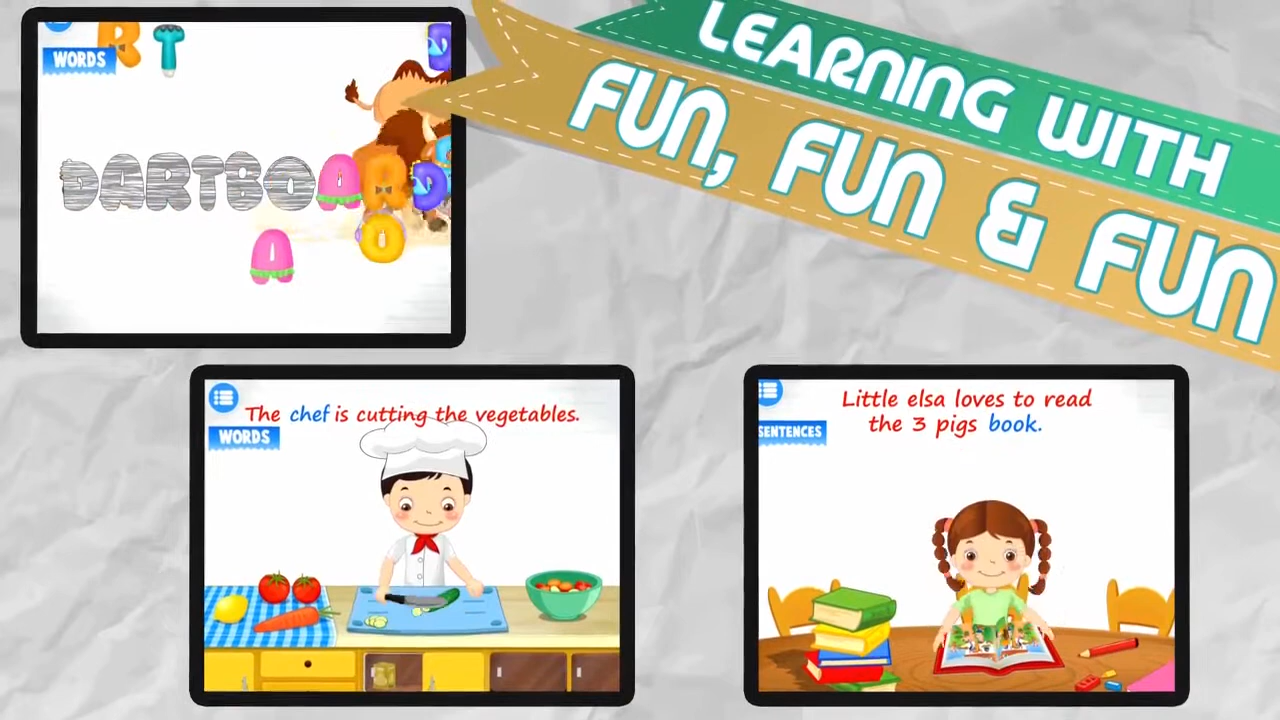 R T
WORDS
DARTBOARD
O
A
LEARNING WITH
FUN, FUN & FUN
The chef is cutting the vegetables.
WORDS
Little elsa loves to read
the 3 pigs book.
SENTENCES